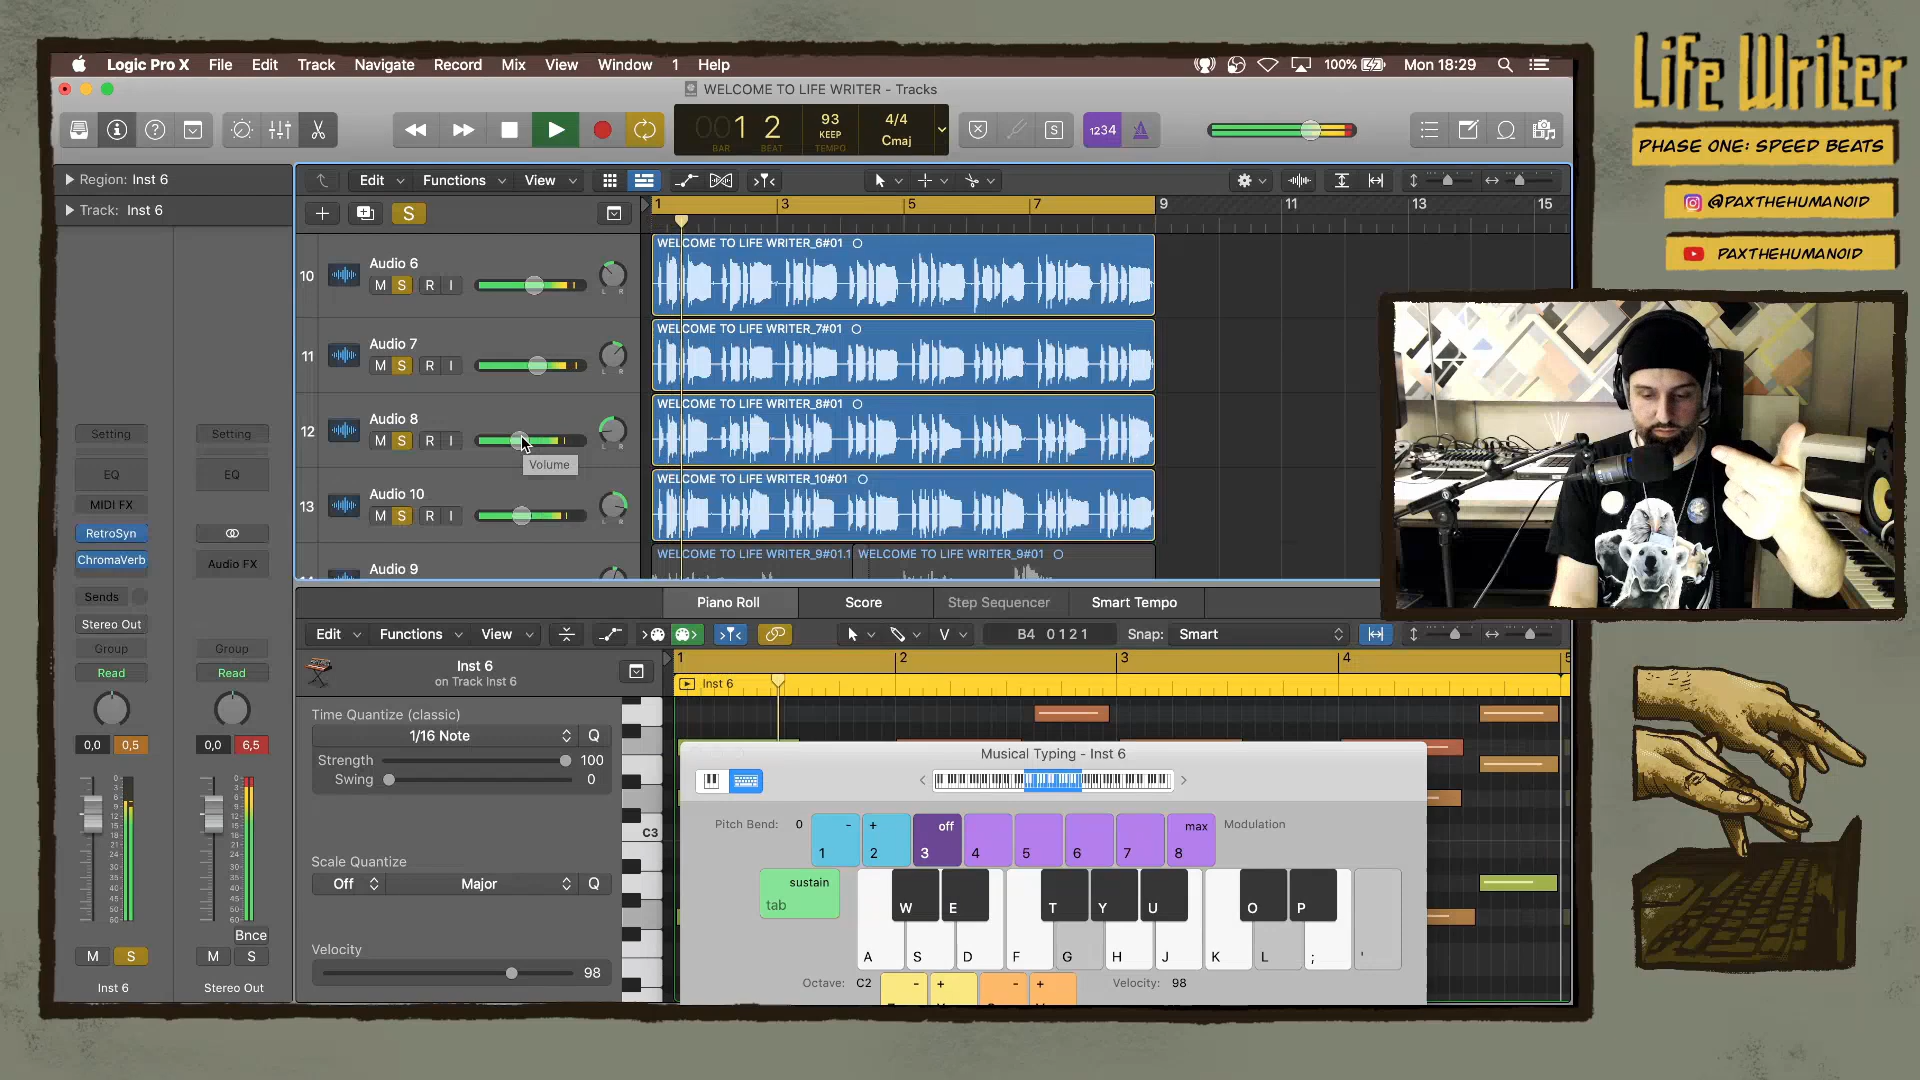 Life Writer
PHASE ONE: SPEED BEATS
@PAXTHEHUMANOID
PAXTHEHUMANOID
Logic Pro X File Edit Track Navigate Record Mix View Window 1 Help
100% Mon 18:29
WELCOME TO LIFE WRITER - Tracks
001 2 93 4/4
KEEP Cmaj
BAR BEAT TEMPO
S 1234
Region: Inst 6
Track: Inst 6
Edit Functions View
S
1 3 5 7 9 11 13 15
10 Audio 6
M S R I
L R
WELCOME TO LIFE WRITER_6#01
11 Audio 7
M S R I
L R
WELCOME TO LIFE WRITER_7#01
12 Audio 8
M S R I
L R
Volume
WELCOME TO LIFE WRITER_8#01
13 Audio 10
M S R I
L R
WELCOME TO LIFE WRITER_10#01
Audio 9
WELCOME TO LIFE WRITER_9#01.1 WELCOME TO LIFE WRITER_9#01
Setting Setting
EQ EQ
MIDI FX
RetroSyn
ChromaVerb Audio FX
Sends
Stereo Out
Group Group
Read Read
0,0 0,5 0,0 6,5
Bnce
M S M S
Inst 6 Stereo Out
Piano Roll Score Step Sequencer Smart Tempo
Edit Functions View
B4 0 1 2 1 Snap: Smart
Inst 6
on Track Inst 6
1 2 3 4 5
Inst 6
Time Quantize (classic)
1/16 Note Q
Strength 100
Swing 0
Scale Quantize
Off Major Q
Velocity
98
C3
Musical Typing - Inst 6
Pitch Bend: 0 - + off max Modulation
1 2 3 4 5 6 7 8
sustain
tab
W E T Y U O P
A S D F G H J K L ; '
Octave: C2 - + - + Velocity: 98